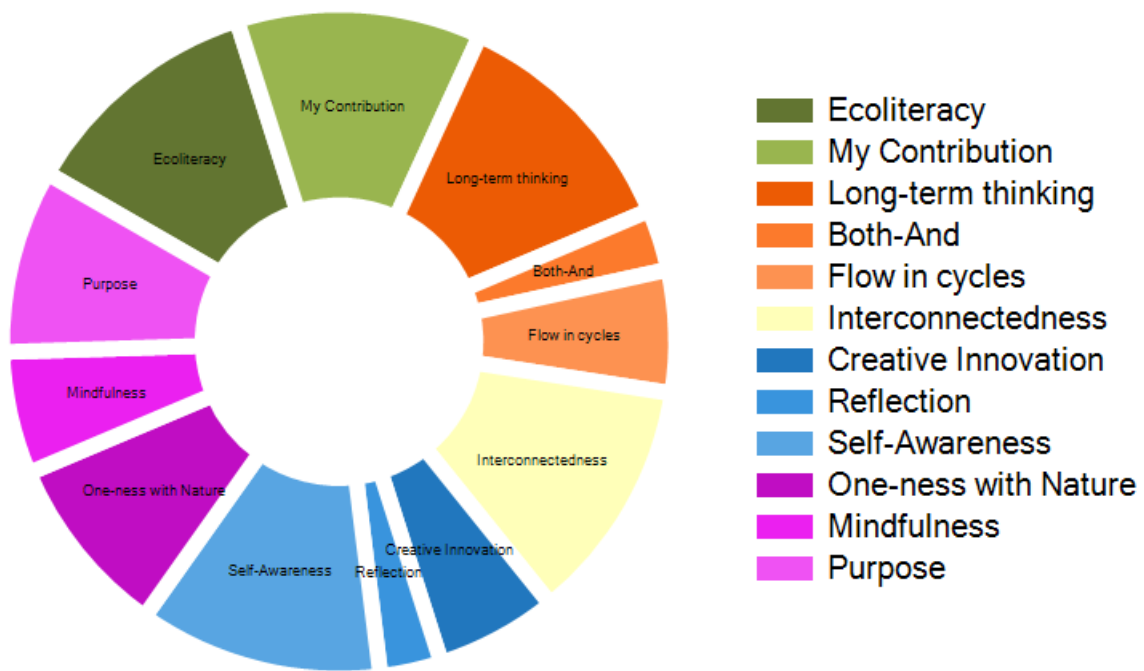 My Contribution
Ecoliteracy
Long-term thinking
Both-And
Purpose
Flow in cycles
Mindfulness
Interconnectedness
One-ness with Nature
Creative Innovation
Self-Awareness
Reflection
Ecoliteracy
My Contribution
Long-term thinking
Both-And
Flow in cycles
Interconnectedness
Creative Innovation
Reflection
Self-Awareness
One-ness with Nature
Mindfulness
Purpose